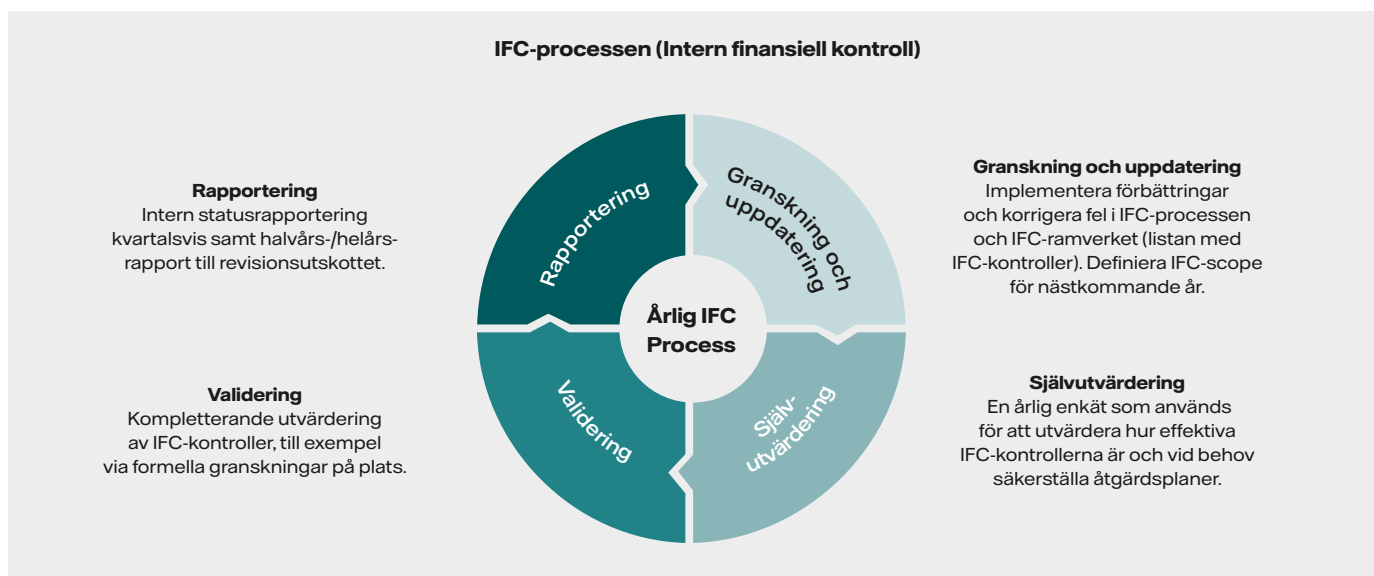 IFC-processen (Intern finansiell kontroll)
Rapportering
Intern statusrapportering
kvartalsvis samt halvårs-/helårs-
rapport till revisionsutskottet.
Validering
Kompletterande utvärdering
av IFC-kontroller, till exempel
via formella granskningar på plats.
Rapportering
Granskning och
uppdatering
Årlig IFC
Process
Validering
Själv-
utvärdering
Granskning och uppdatering
Implementera förbättringar
och korrigera fel i IFC-processen
och IFC-ramverket (listan med
IFC-kontroller). Definiera IFC-scope
för nästkommande år.
Självutvärdering
En årlig enkät som används
för att utvärdera hur effektiva
IFC-kontrollerna är och vid behov
säkerställa åtgärdsplaner.